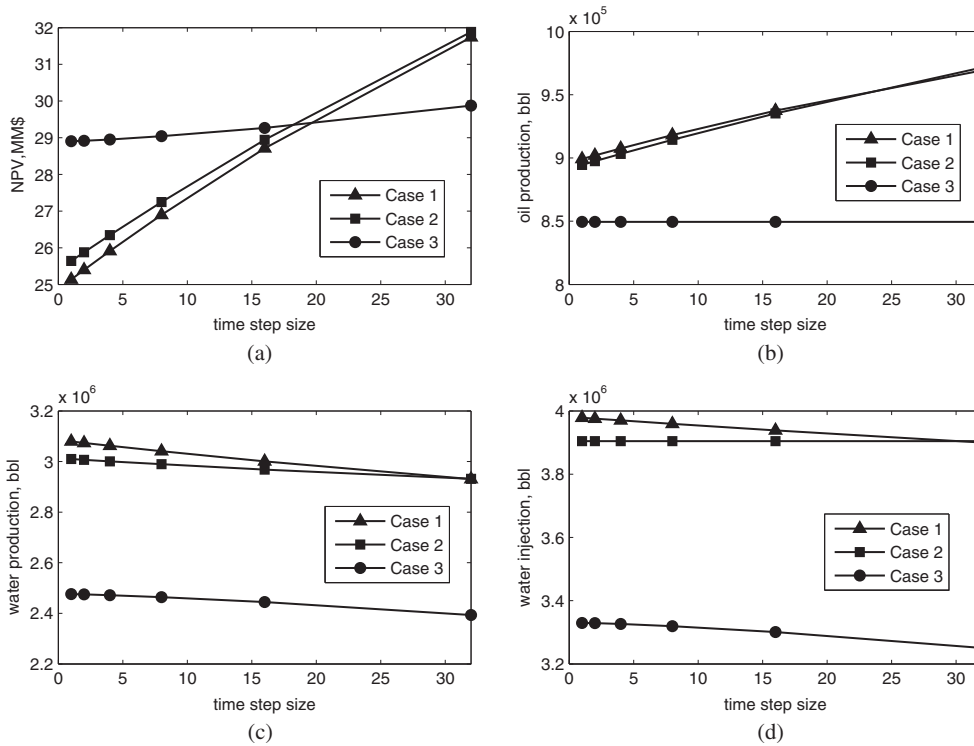 32
31
30
29
28
27
26
25
NPV,MM$
0 5 10 15 20 25 30
time step size
Case 1
Case 2
Case 3
(a)
x 10^5
10
9.5
9
8.5
8
oil production, bbl
0 5 10 15 20 25 30
time step size
Case 1
Case 2
Case 3
(b)
x 10^6
3.2
3
2.8
2.6
2.4
2.2
water production, bbl
0 5 10 15 20 25 30
time step size
Case 1
Case 2
Case 3
(c)
x 10^6
4
3.8
3.6
3.4
3.2
water injection, bbl
0 5 10 15 20 25 30
time step size
Case 1
Case 2
Case 3
(d)